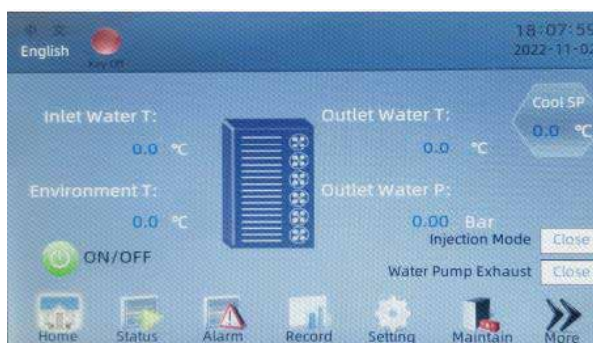 中 文
English
Key Off
18:07:59
2022-11-02
Inlet Water T:
0.0 ℃
Environment T:
0.0 ℃
Outlet Water T:
0.0 ℃
Outlet Water P:
0.00 Bar
Cool SP
0.0 ℃
Injection Mode Close
Water Pump Exhaust Close
ON/OFF
Home Status Alarm Record Setting Maintain More